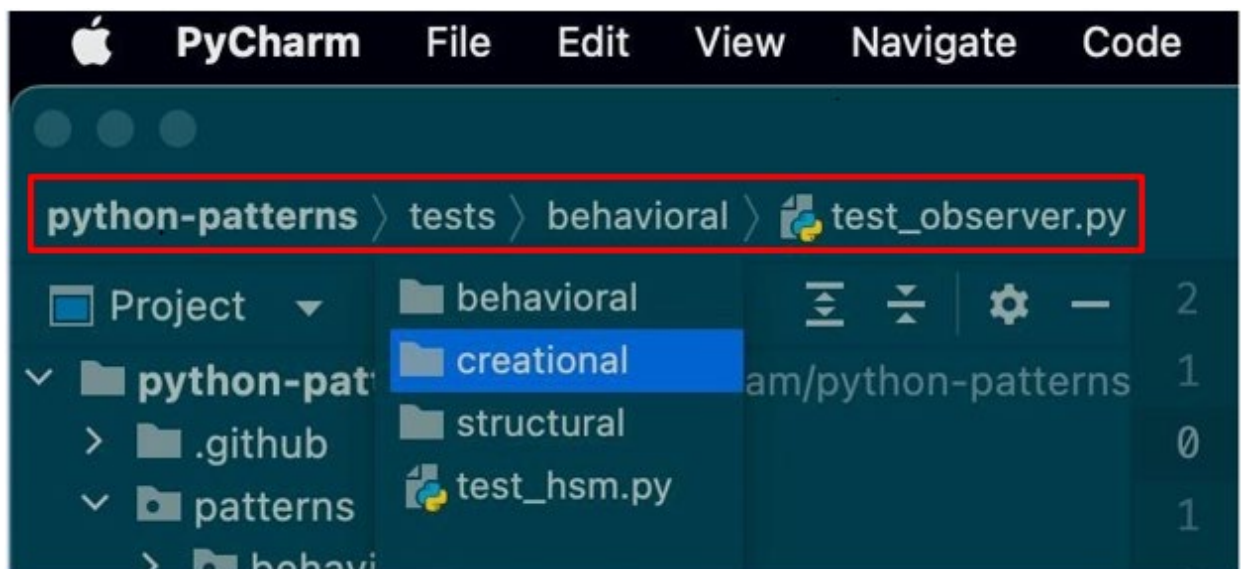 PyCharm File Edit View Navigate Code
python-patterns 〉 tests 〉 behavioral 〉 test_observer.py
Project behavioral 2
creational
python-pat am/python-patterns 1
structural
.github 0
test_hsm.py
patterns 1
behavi